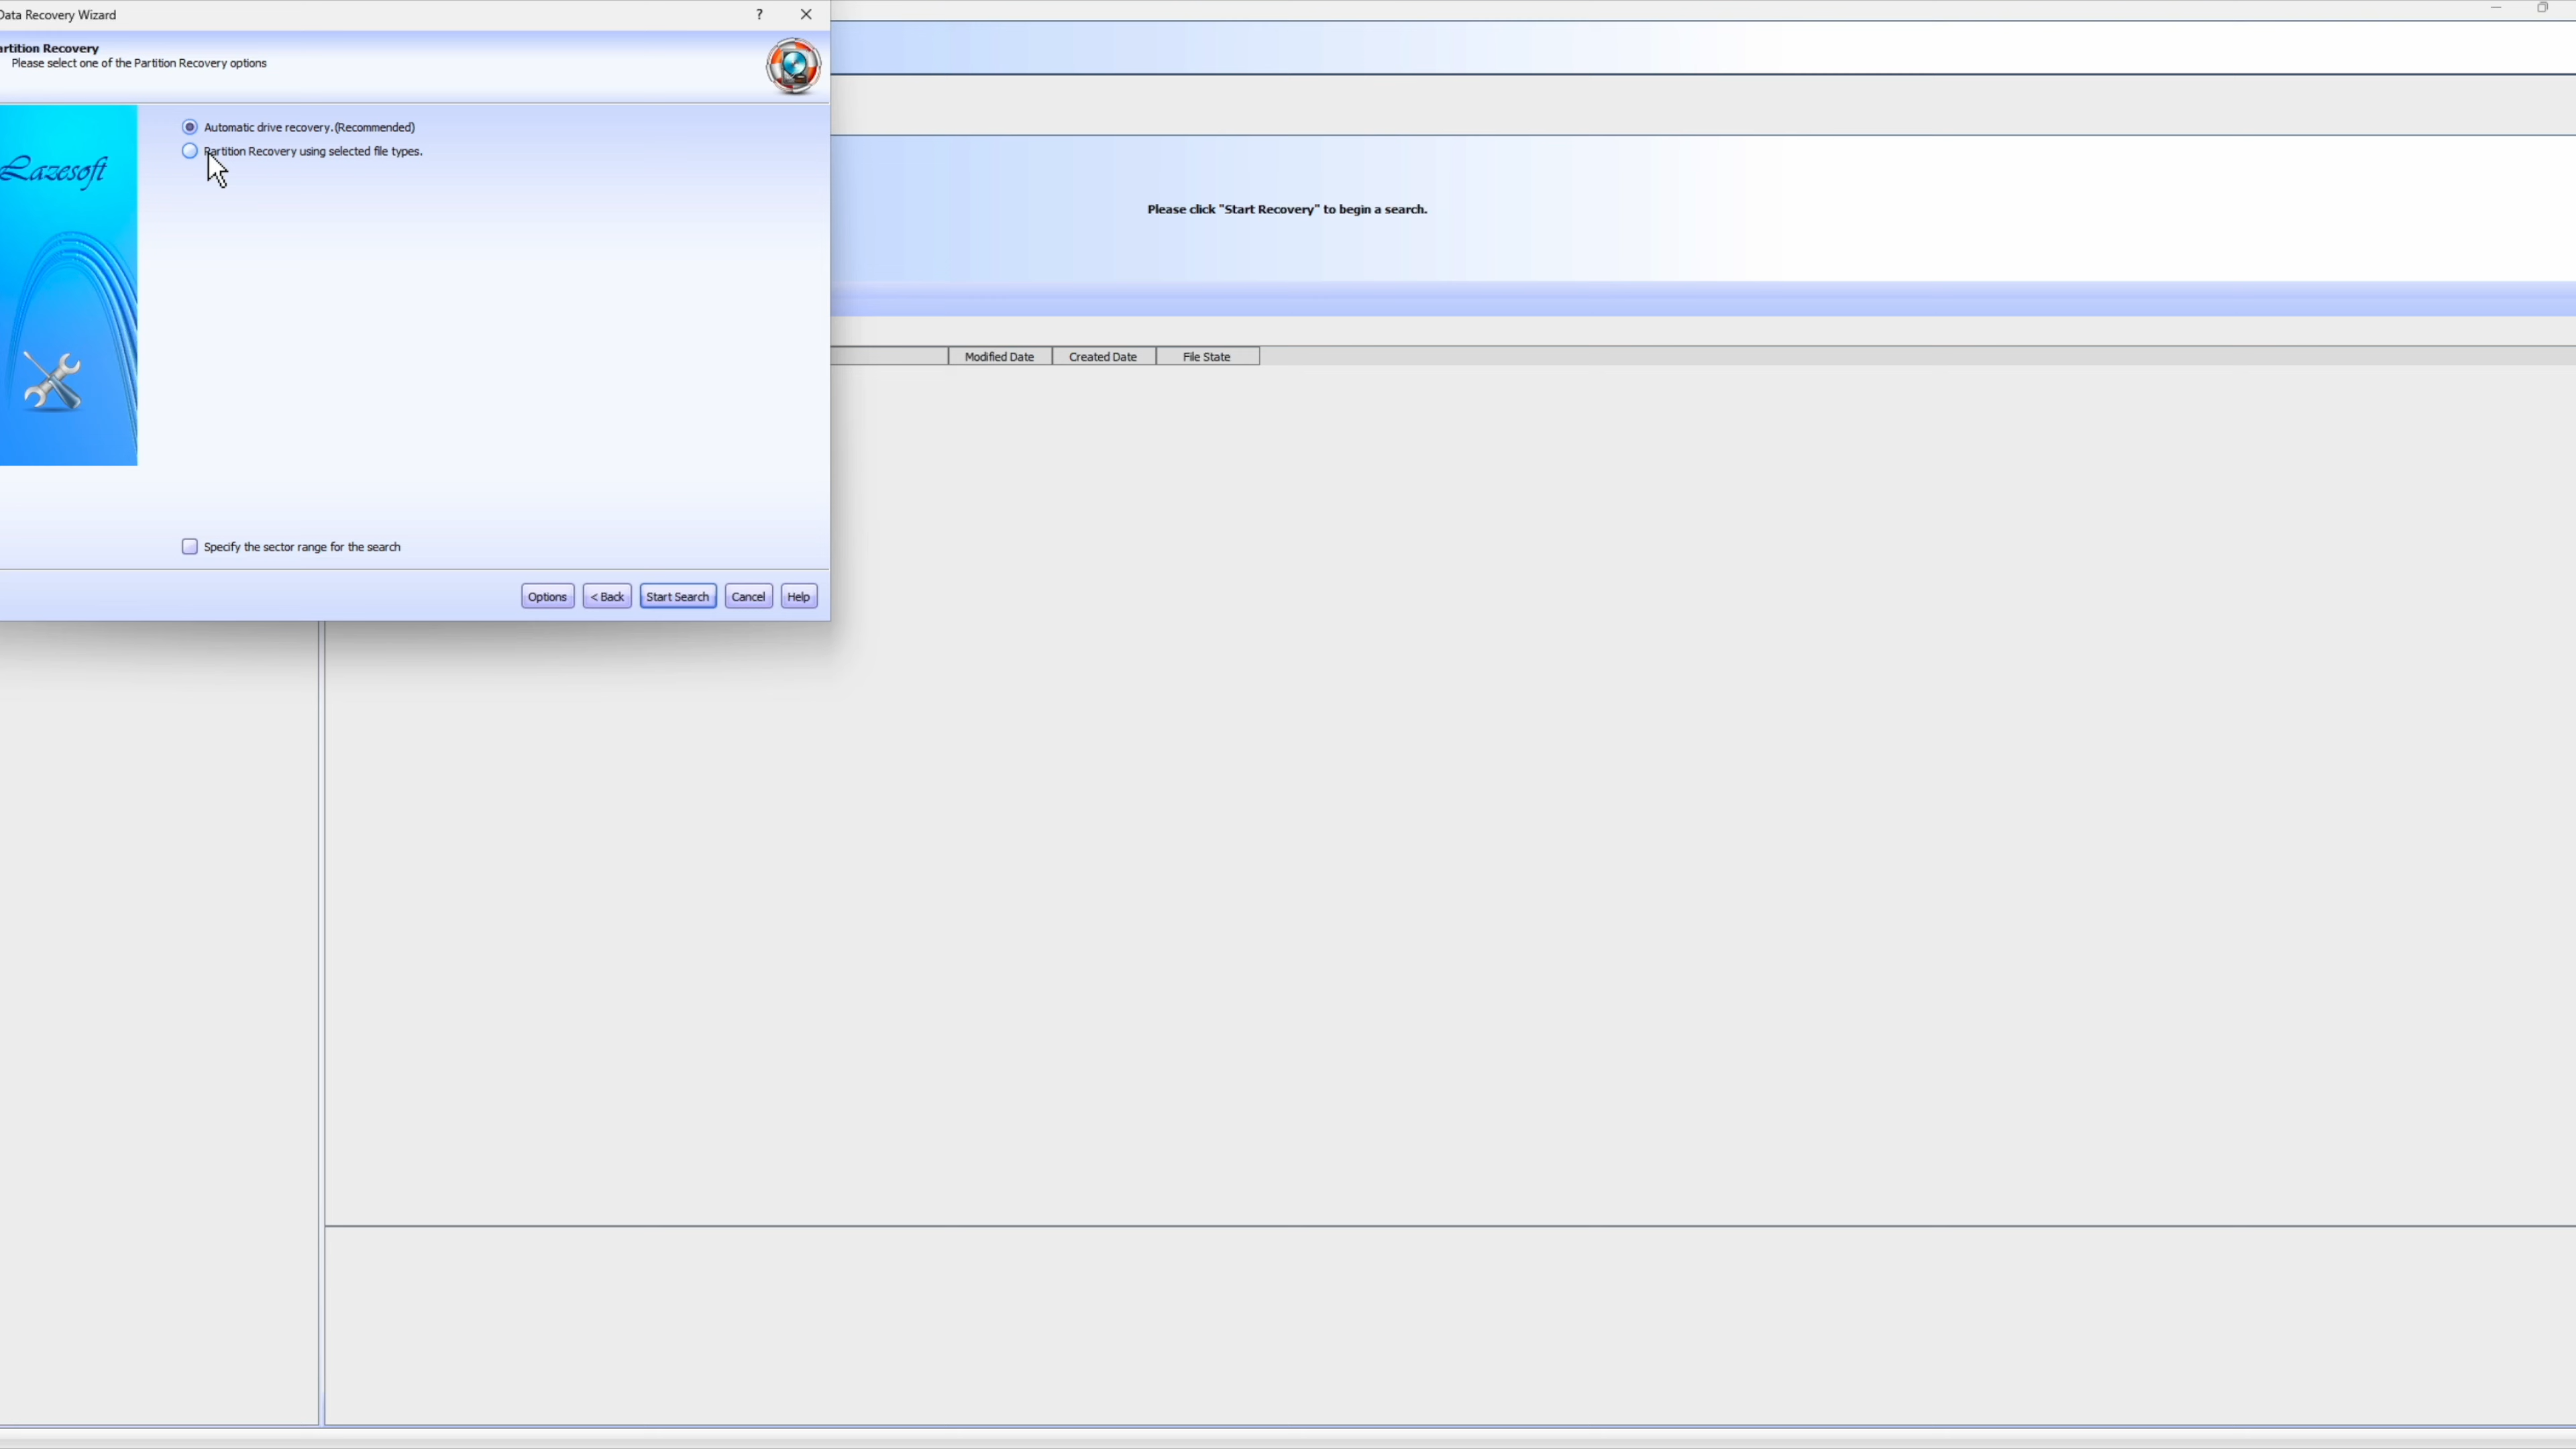 Data Recovery Wizard
artition Recovery
Please select one of the Partition Recovery options
Lazesoft
Automatic drive recovery.(Recommended)
Partition Recovery using selected file types.
Specify the sector range for the search
Options
< Back
Start Search
Cancel
Help
Please click "Start Recovery" to begin a search.
Modified Date
Created Date
File State